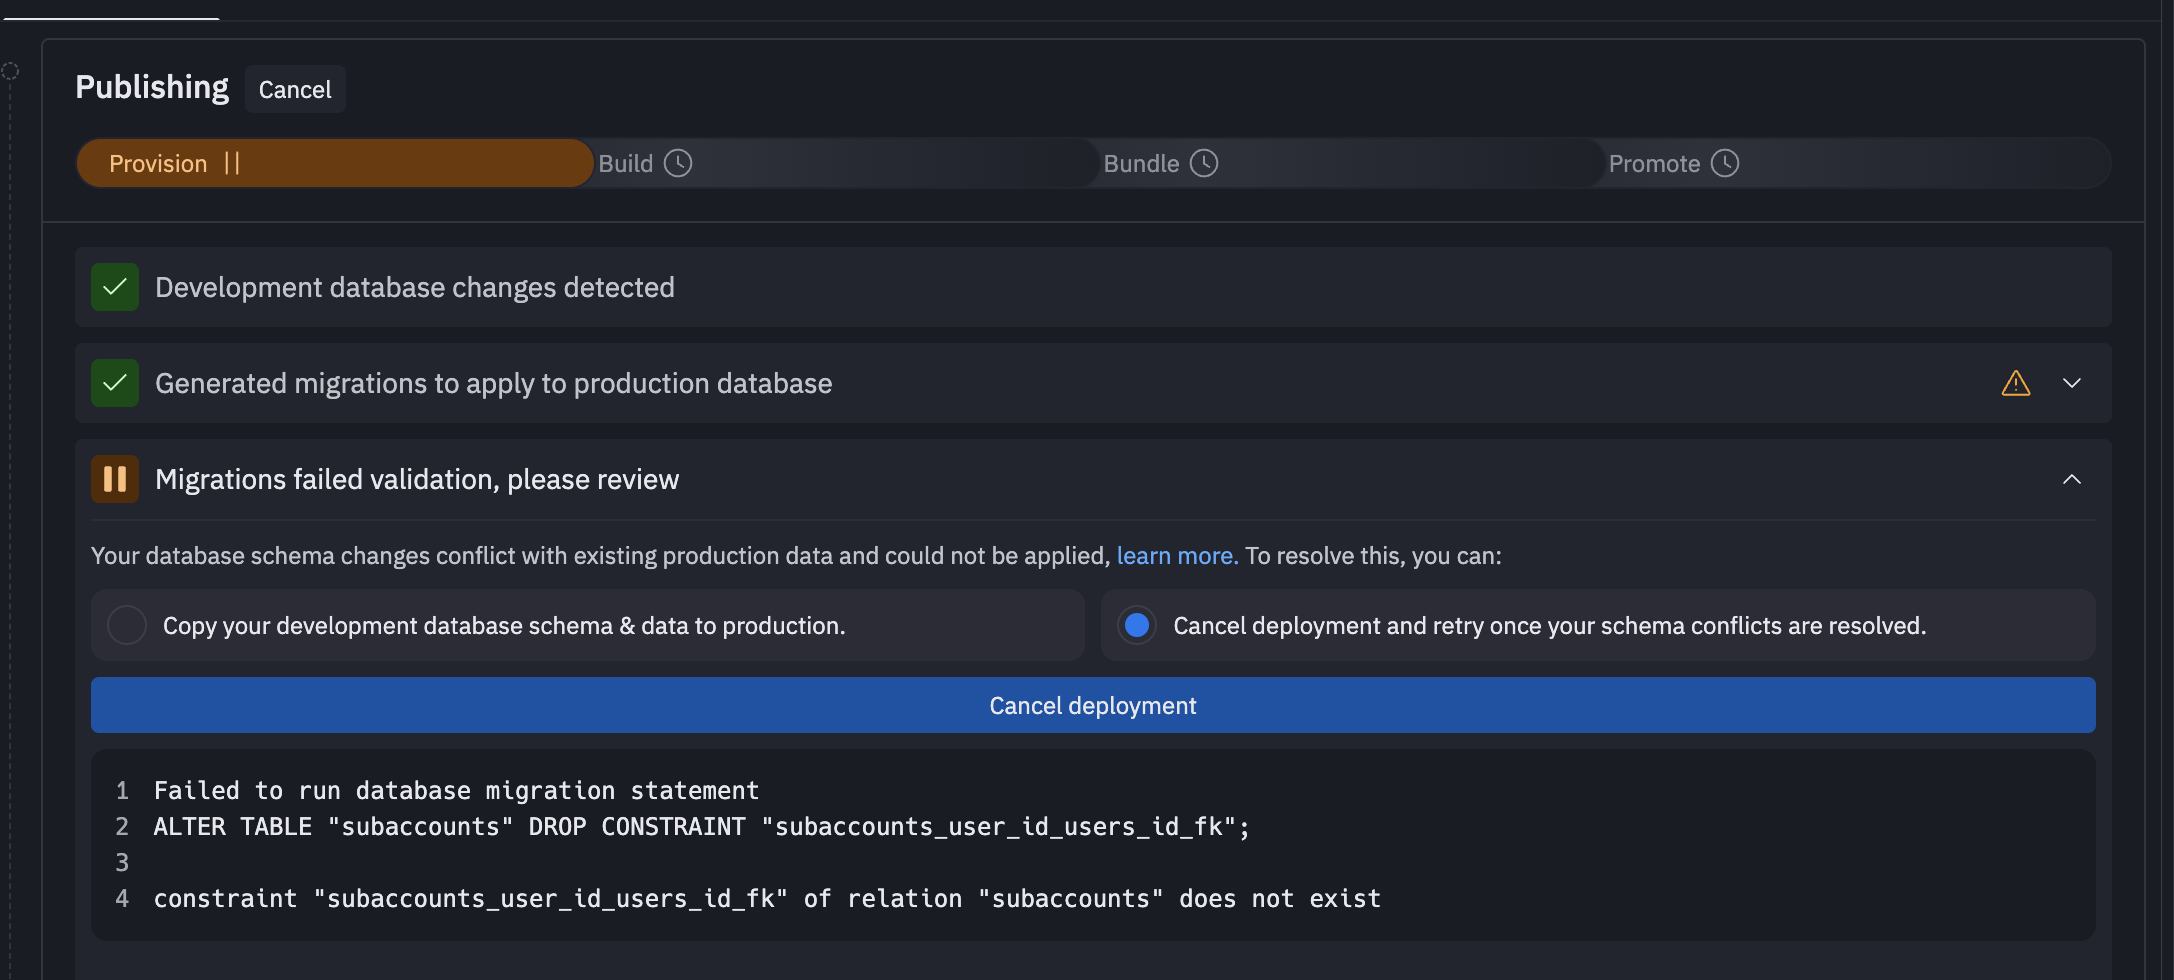 Publishing Cancel
Provision Build Bundle Promote
Development database changes detected
Generated migrations to apply to production database
Migrations failed validation, please review
Your database schema changes conflict with existing production data and could not be applied, learn more. To resolve this, you can:
Copy your development database schema & data to production. Cancel deployment and retry once your schema conflicts are resolved.
Cancel deployment
1 Failed to run database migration statement
2 ALTER TABLE "subaccounts" DROP CONSTRAINT "subaccounts_user_id_users_id_fk";
3
4 constraint "subaccounts_user_id_users_id_fk" of relation "subaccounts" does not exist